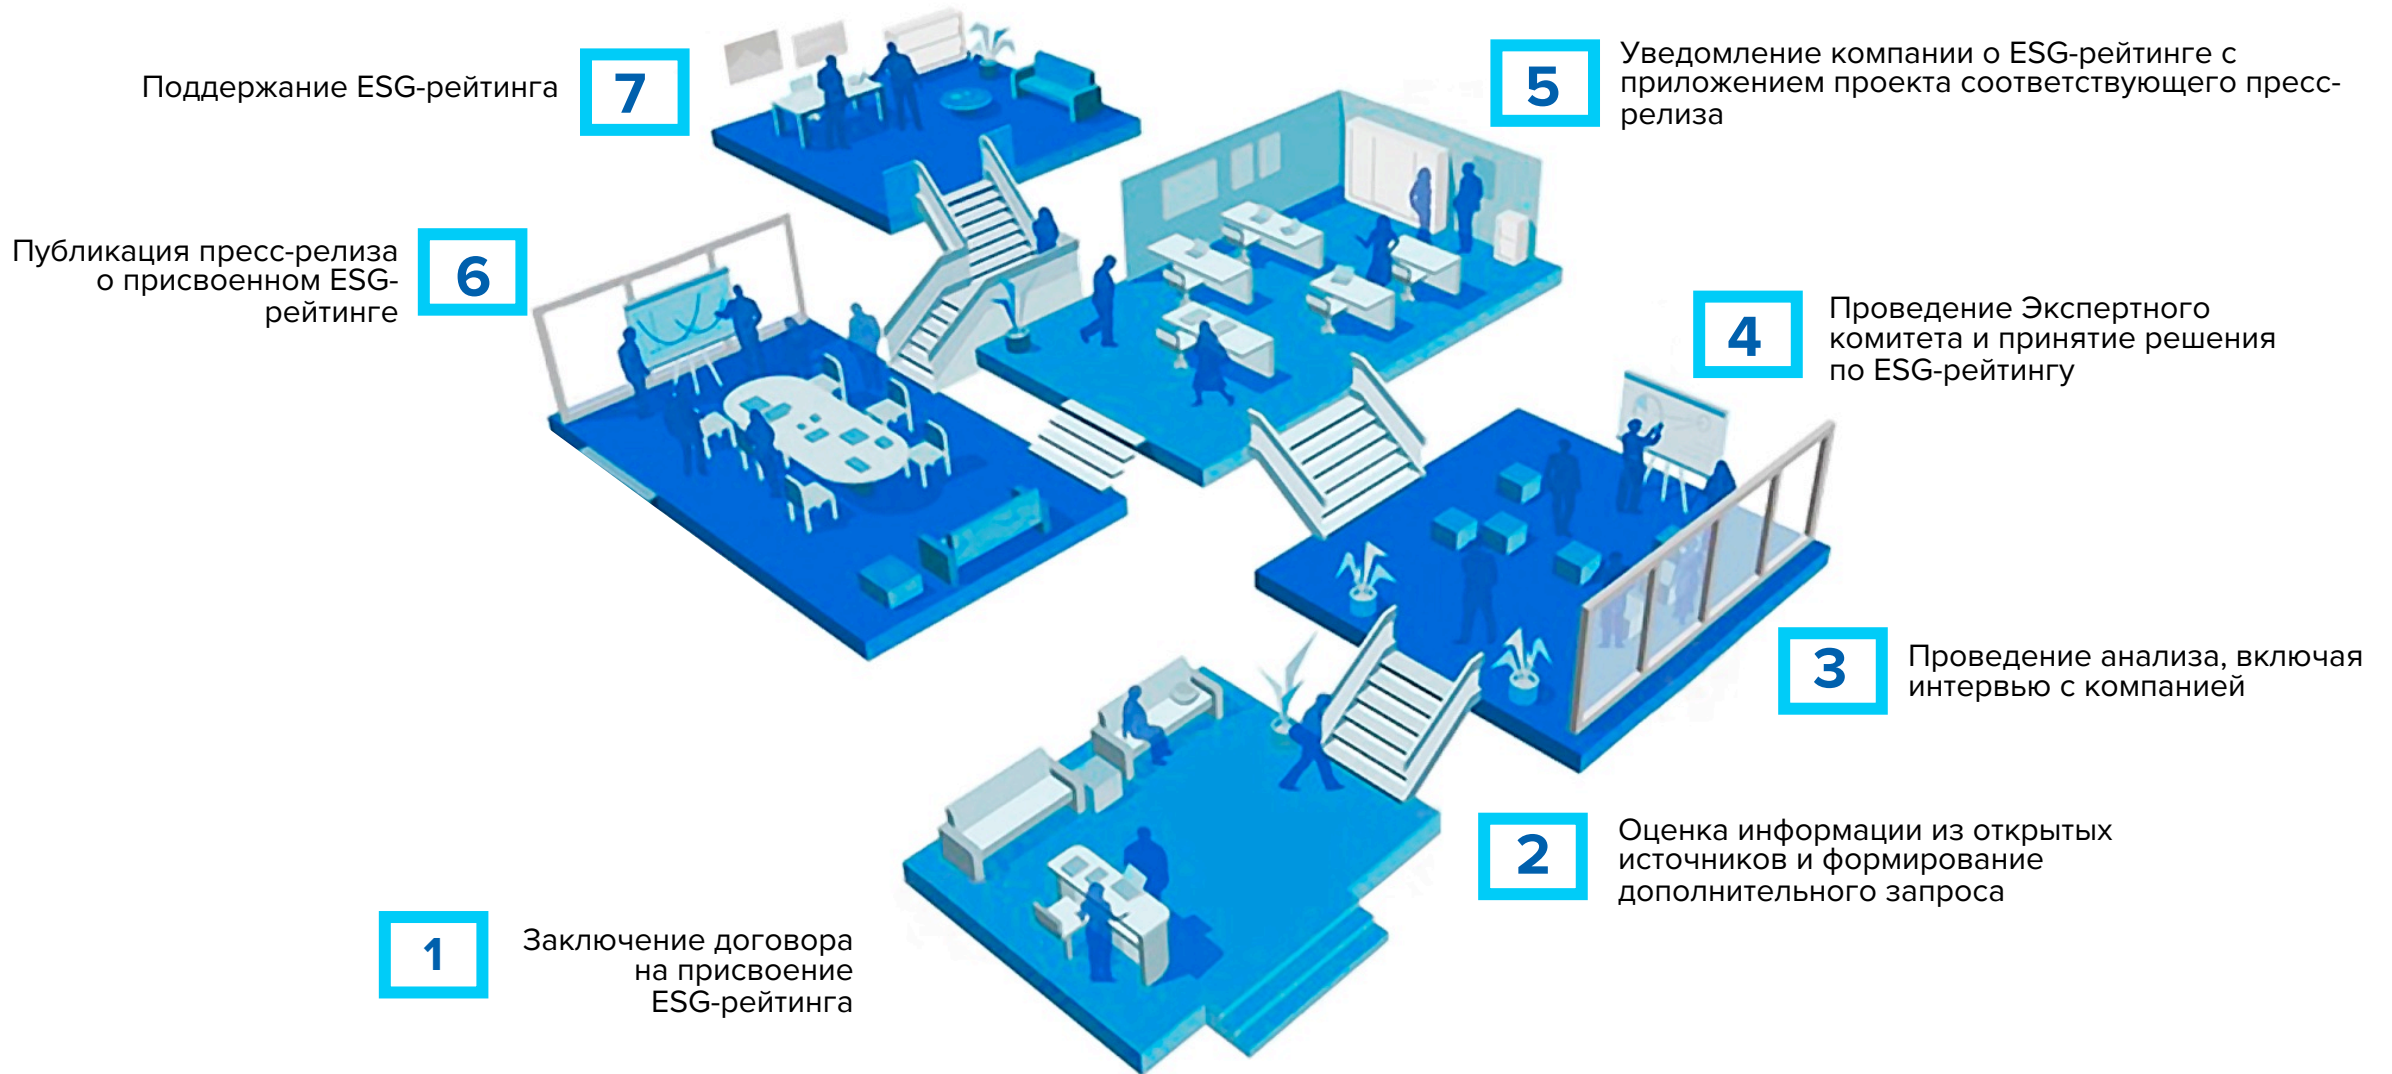 1
Заключение договора
на присвоение
ESG-рейтинга
2
Оценка информации из открытых
источников и формирование
дополнительного запроса
3
Проведение анализа, включая
интервью с компанией
4
Проведение Экспертного
комитета и принятие решения
по ESG-рейтингу
5
Уведомление компании о ESG-рейтинге с
приложением проекта соответствующего пресс-
релиза
6
Публикация пресс-релиза
о присвоенном ESG-
рейтинге
7
Поддержание ESG-рейтинга